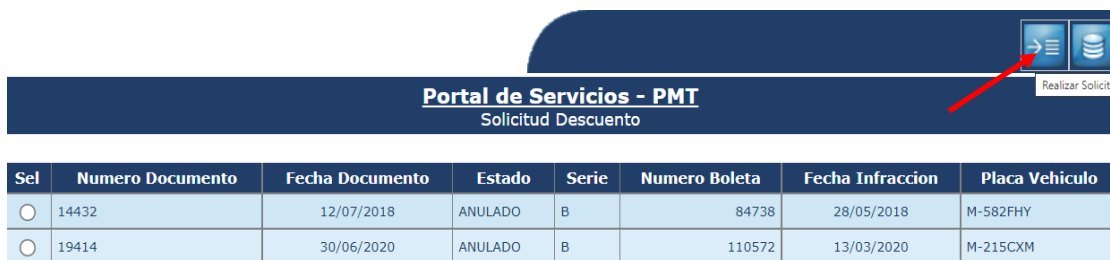 Realizar Solicit
Portal de Servicios - PMT
Solicitud Descuento
Sel Numero Documento Fecha Documento Estado Serie Numero Boleta Fecha Infraccion Placa Vehiculo
14432 12/07/2018 ANULADO B 84738 28/05/2018 M-582FHY
19414 30/06/2020 ANULADO B 110572 13/03/2020 M-215CXM